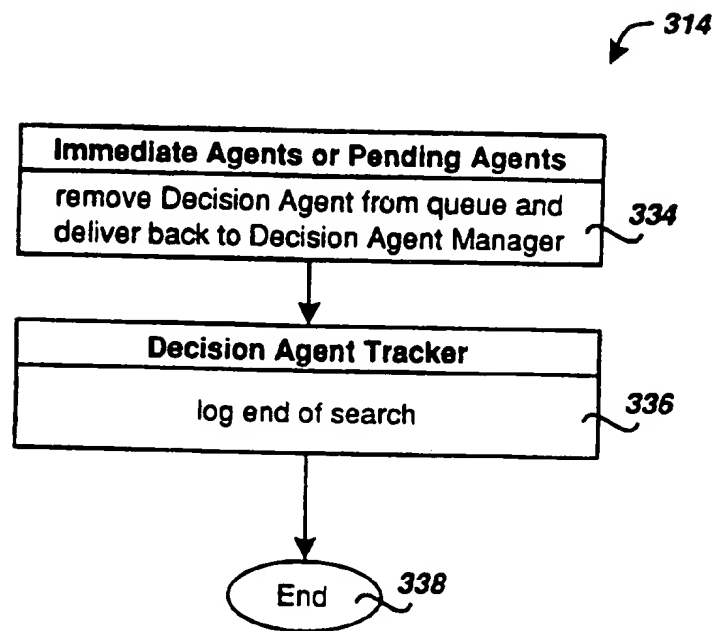 314
Immediate Agents or Pending Agents
remove Decision Agent from queue and
deliver back to Decision Agent Manager
334
Decision Agent Tracker
log end of search
336
End
338